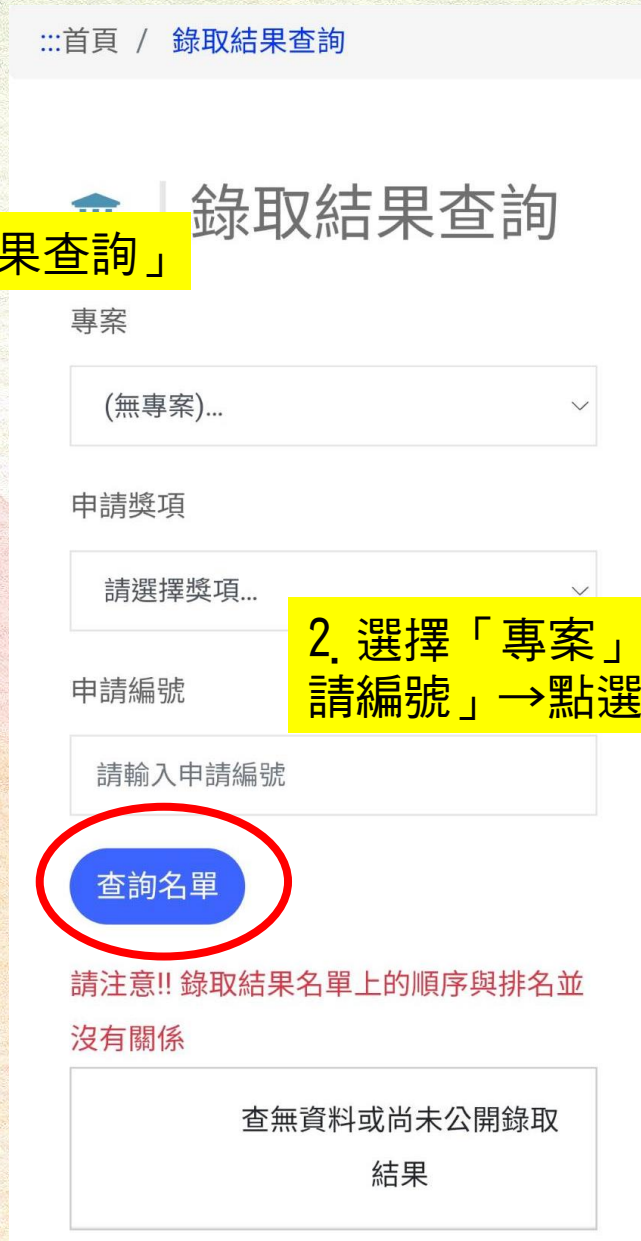 :::首頁 / 錄取結果查詢
錄取結果查詢
果查詢」
專案
(無專案)...
申請獎項
請選擇獎項...
2. 選擇「專案」
請編號」→點選
申請編號
請輸入申請編號
查詢名單
請注意!! 錄取結果名單上的順序與排名並
沒有關係
查無資料或尚未公開錄取
結果